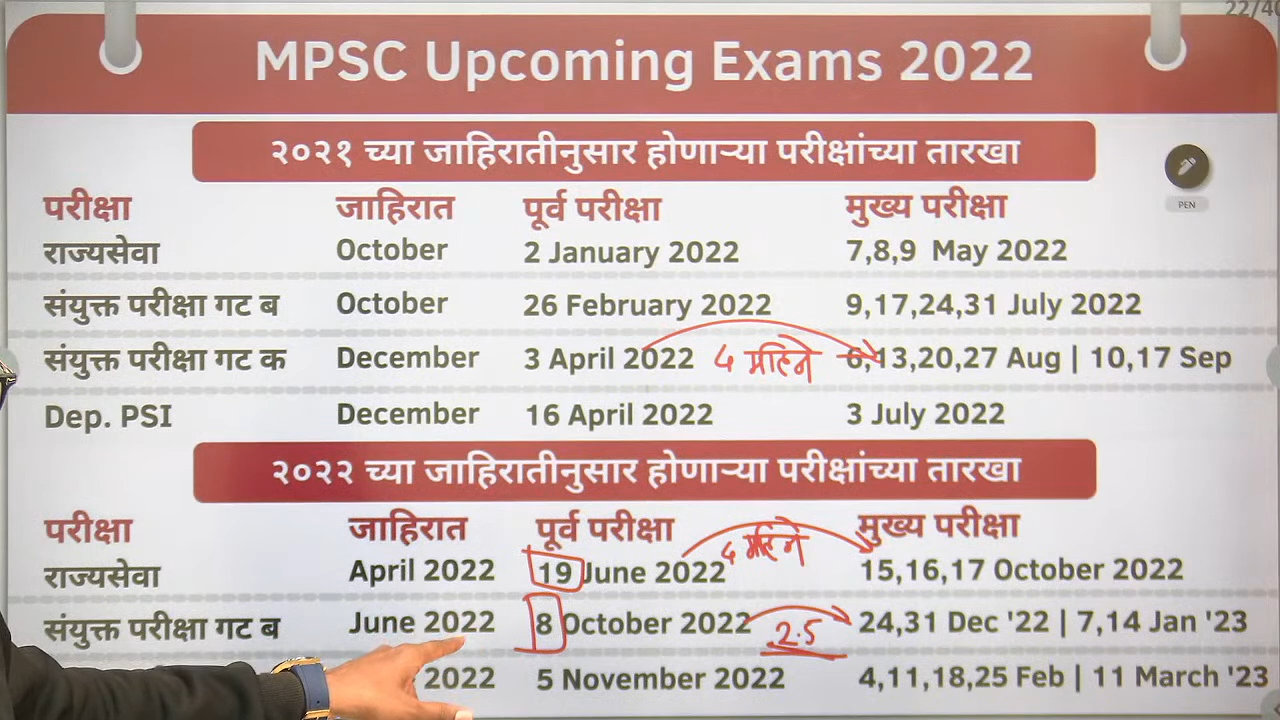 22/40
MPSC Upcoming Exams 2022
२०२१ च्या जाहिरातीनुसार होणाऱ्या परीक्षांच्या तारखा
PEN
परीक्षा जाहिरात पूर्व परीक्षा मुख्य परीक्षा
राज्यसेवा October 2 January 2022 7,8,9 May 2022
संयुक्त परीक्षा गट ब October 26 February 2022 9,17,24,31 July 2022
संयुक्त परीक्षा गट क December 3 April 2022 4 महिने 6,13,20,27 Aug | 10,17 Sep
Dep. PSI December 16 April 2022 3 July 2022
२०२२ च्या जाहिरातीनुसार होणाऱ्या परीक्षांच्या तारखा
परीक्षा जाहिरात पूर्व परीक्षा मुख्य परीक्षा
राज्यसेवा April 2022 19 June 2022 4 महिने 15,16,17 October 2022
संयुक्त परीक्षा गट ब June 2022 8 October 2022 2.5 24,31 Dec '22 | 7,14 Jan '23
2022 5 November 2022 4,11,18,25 Feb | 11 March '23